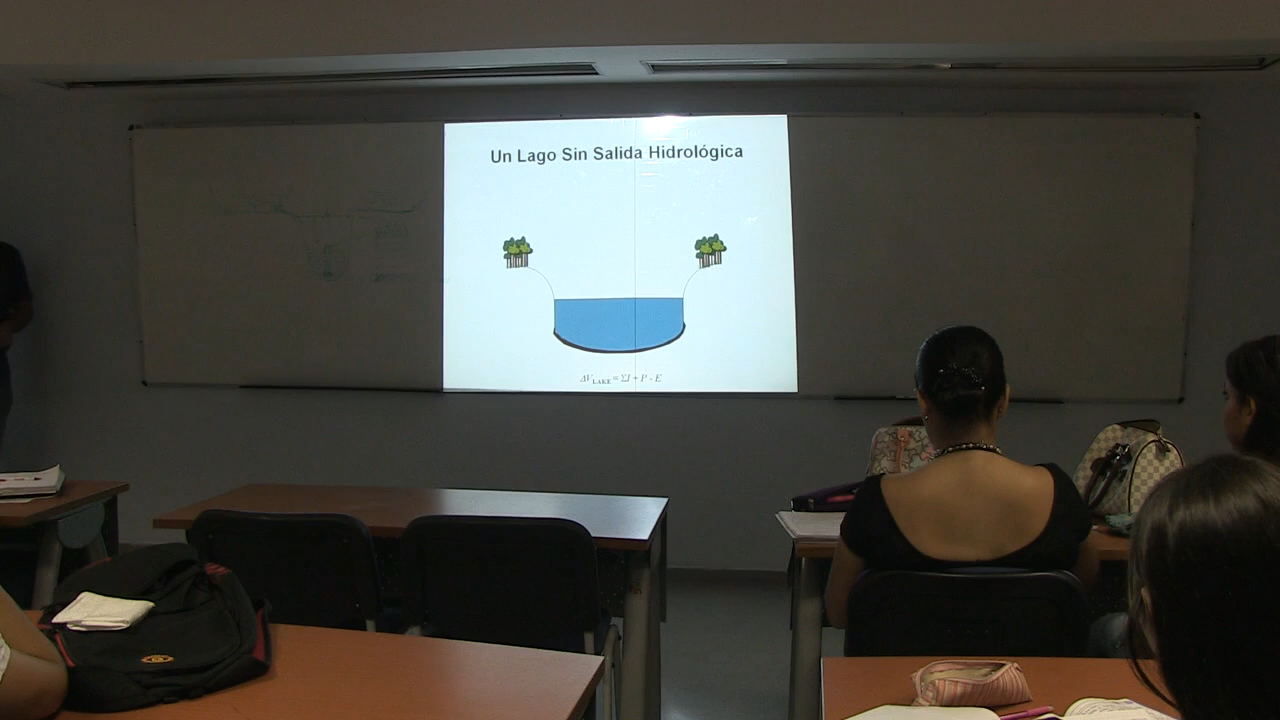 Un Lago Sin Salida Hidrológica
ΔV_LAKE = ΣI + P - E